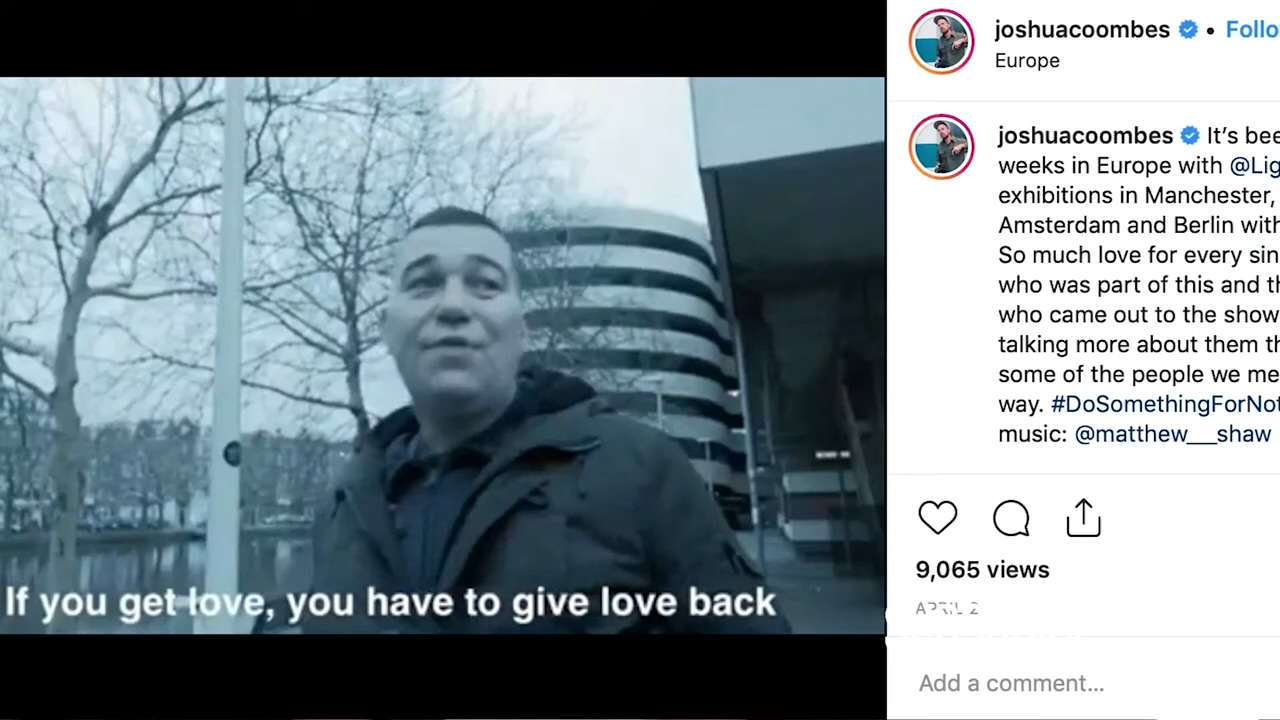 If you get love, you have to give love back
joshuacoombes • Follo
Europe
joshuacoombes It's bee
weeks in Europe with @Lig
exhibitions in Manchester,
Amsterdam and Berlin with
So much love for every sin
who was part of this and th
who came out to the show
talking more about them th
some of the people we me
way. #DoSomethingForNot
music: @matthew___shaw
9,065 views
APRIL 2
Add a comment...